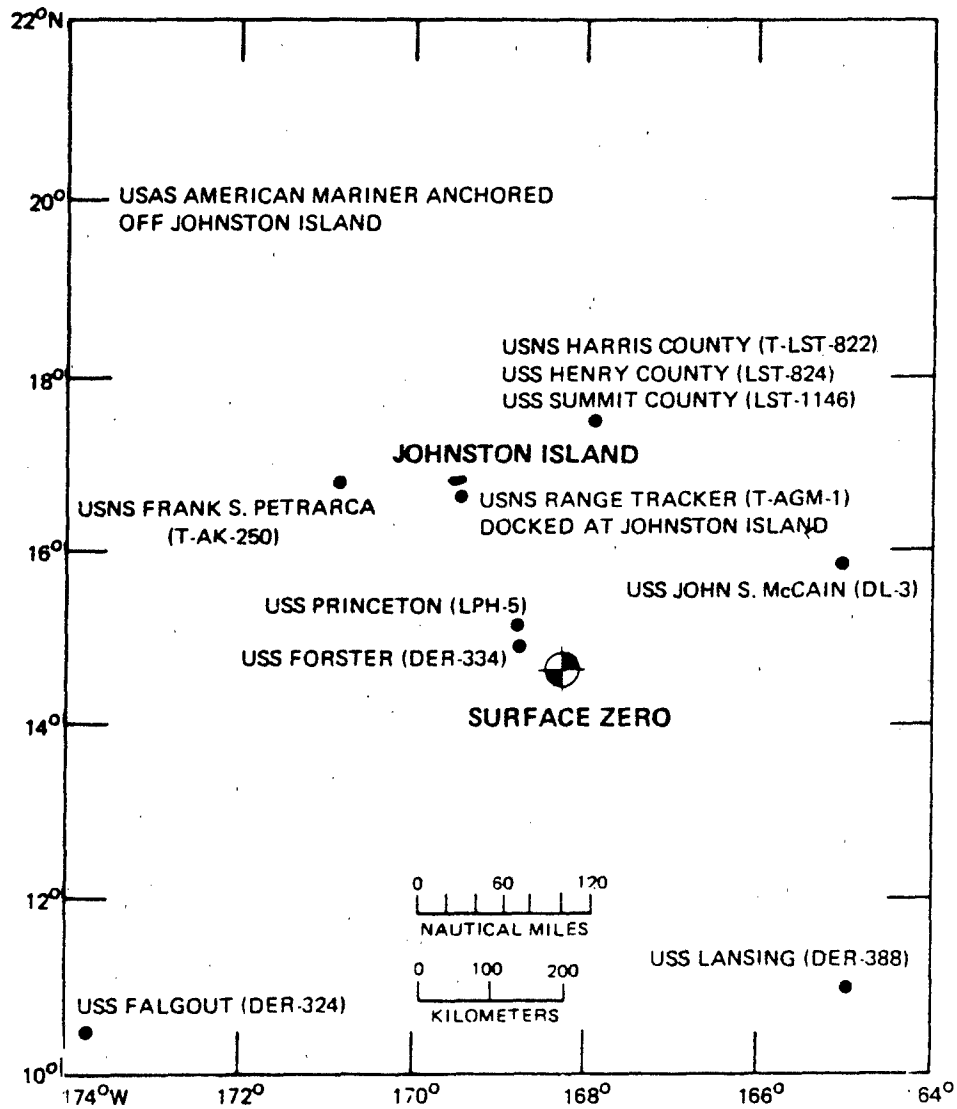 22°N
20°
USAS AMERICAN MARINER ANCHORED
OFF JOHNSTON ISLAND
USNS HARRIS COUNTY (T-LST-822)
18°
USS HENRY COUNTY (LST-824)
USS SUMMIT COUNTY (LST-1146)
JOHNSTON ISLAND
USNS FRANK S. PETRARCA
(T-AK-250)
USNS RANGE TRACKER (T-AGM-1)
DOCKED AT JOHNSTON ISLAND
16°
USS JOHN S. McCAIN (DL-3)
USS PRINCETON (LPH-5)
USS FORSTER (DER-334)
SURFACE ZERO
14°
12°
0 60 120
NAUTICAL MILES
USS LANSING (DER-388)
0 100 200
KILOMETERS
USS FALGOUT (DER-324)
10°
174°W 172° 170° 168° 166° 64°